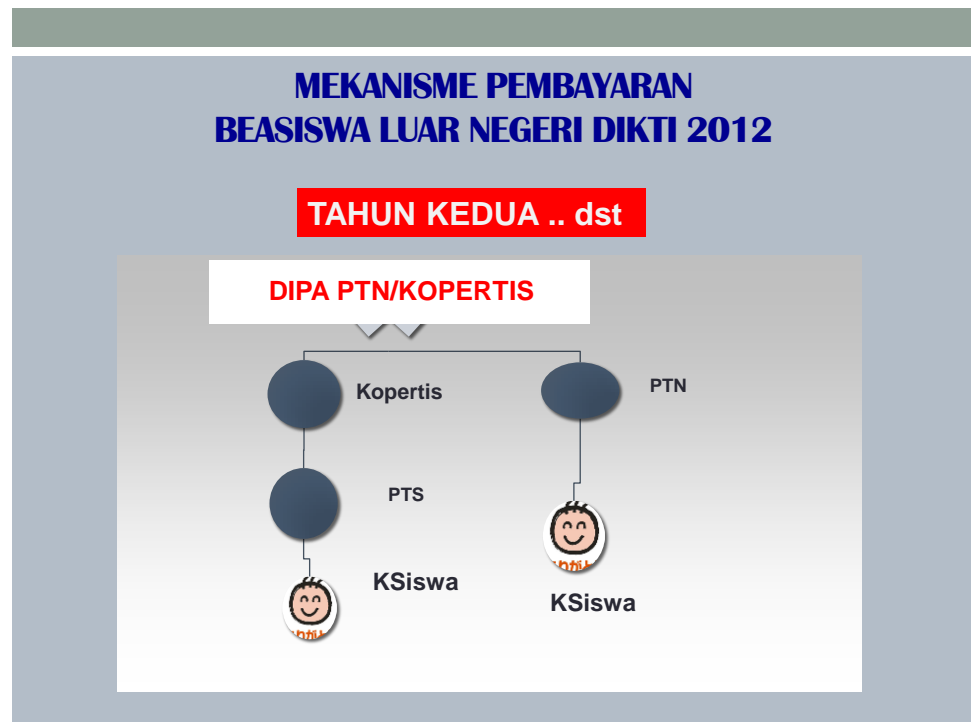 MEKANISME PEMBAYARAN
BEASISWA LUAR NEGERI DIKTI 2012
TAHUN KEDUA .. dst
DIPA PTN/KOPERTIS
Kopertis
PTN
PTS
KSiswa
KSiswa